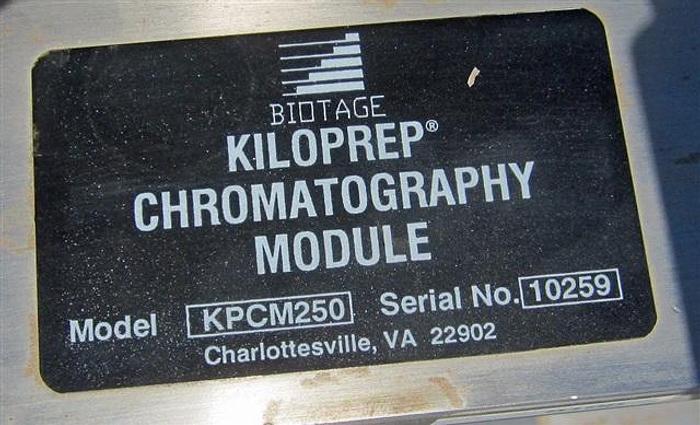 BIOTAGE
KILOPREP®
CHROMATOGRAPHY
MODULE
Model KPCM250 Serial No. 10259
Charlottesville, VA 22902